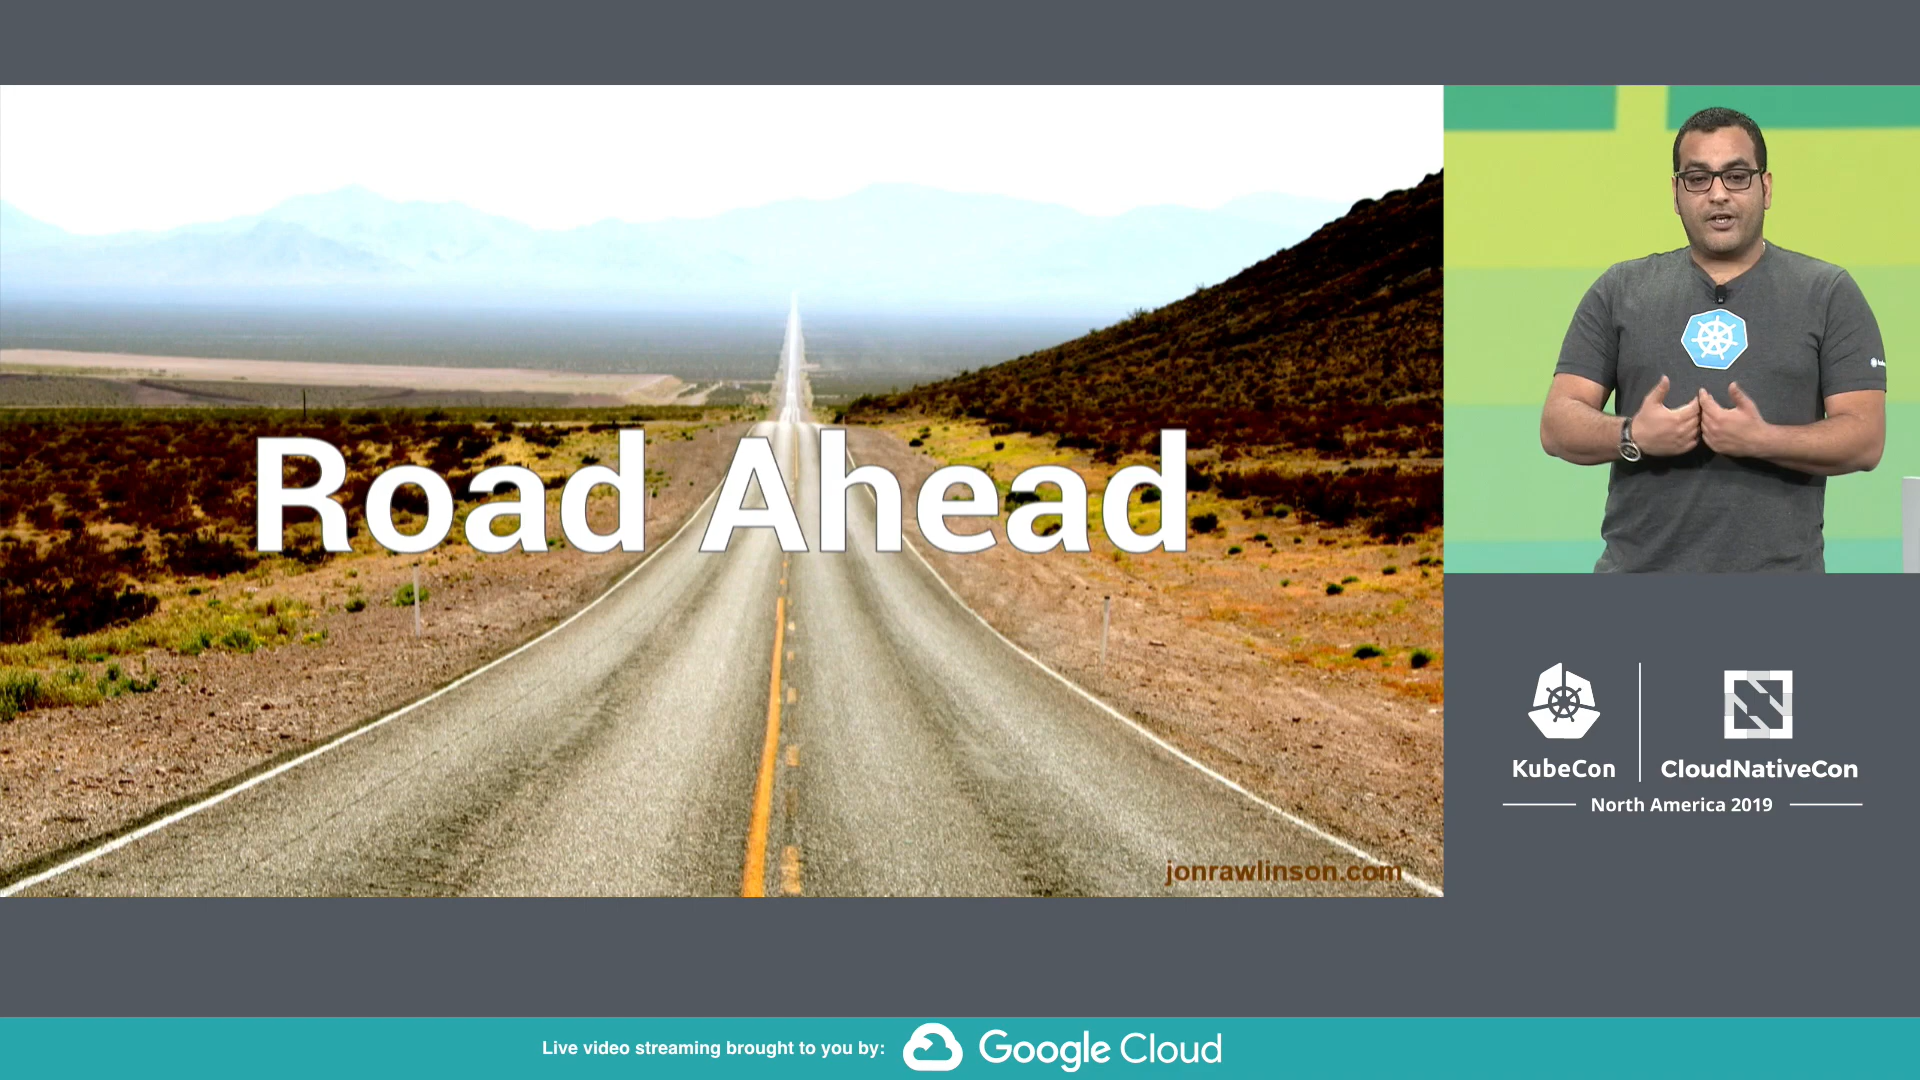 Road Ahead
jonrawlinson.com
KubeCon
CloudNativeCon
North America 2019
Live video streaming brought to you by:
Google Cloud